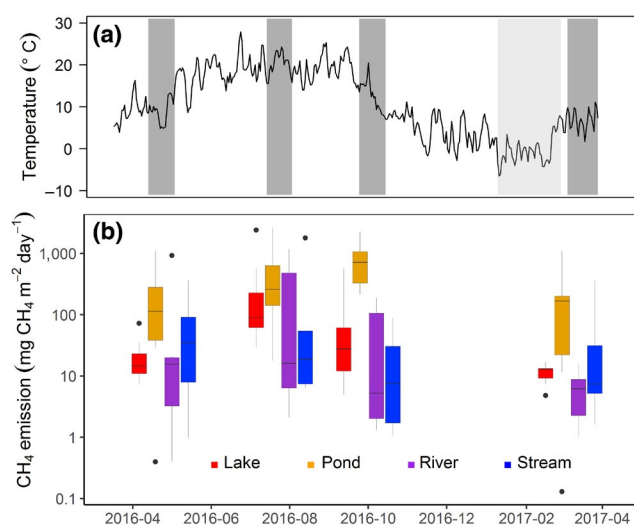 (a)
Temperature (° C)
30
20
10
0
−10
(b)
CH4 emission (mg CH4 m−2 day−1)
1,000
100
10
1
0.1
Lake Pond River Stream
2016-04 2016-06 2016-08 2016-10 2016-12 2017-02 2017-04